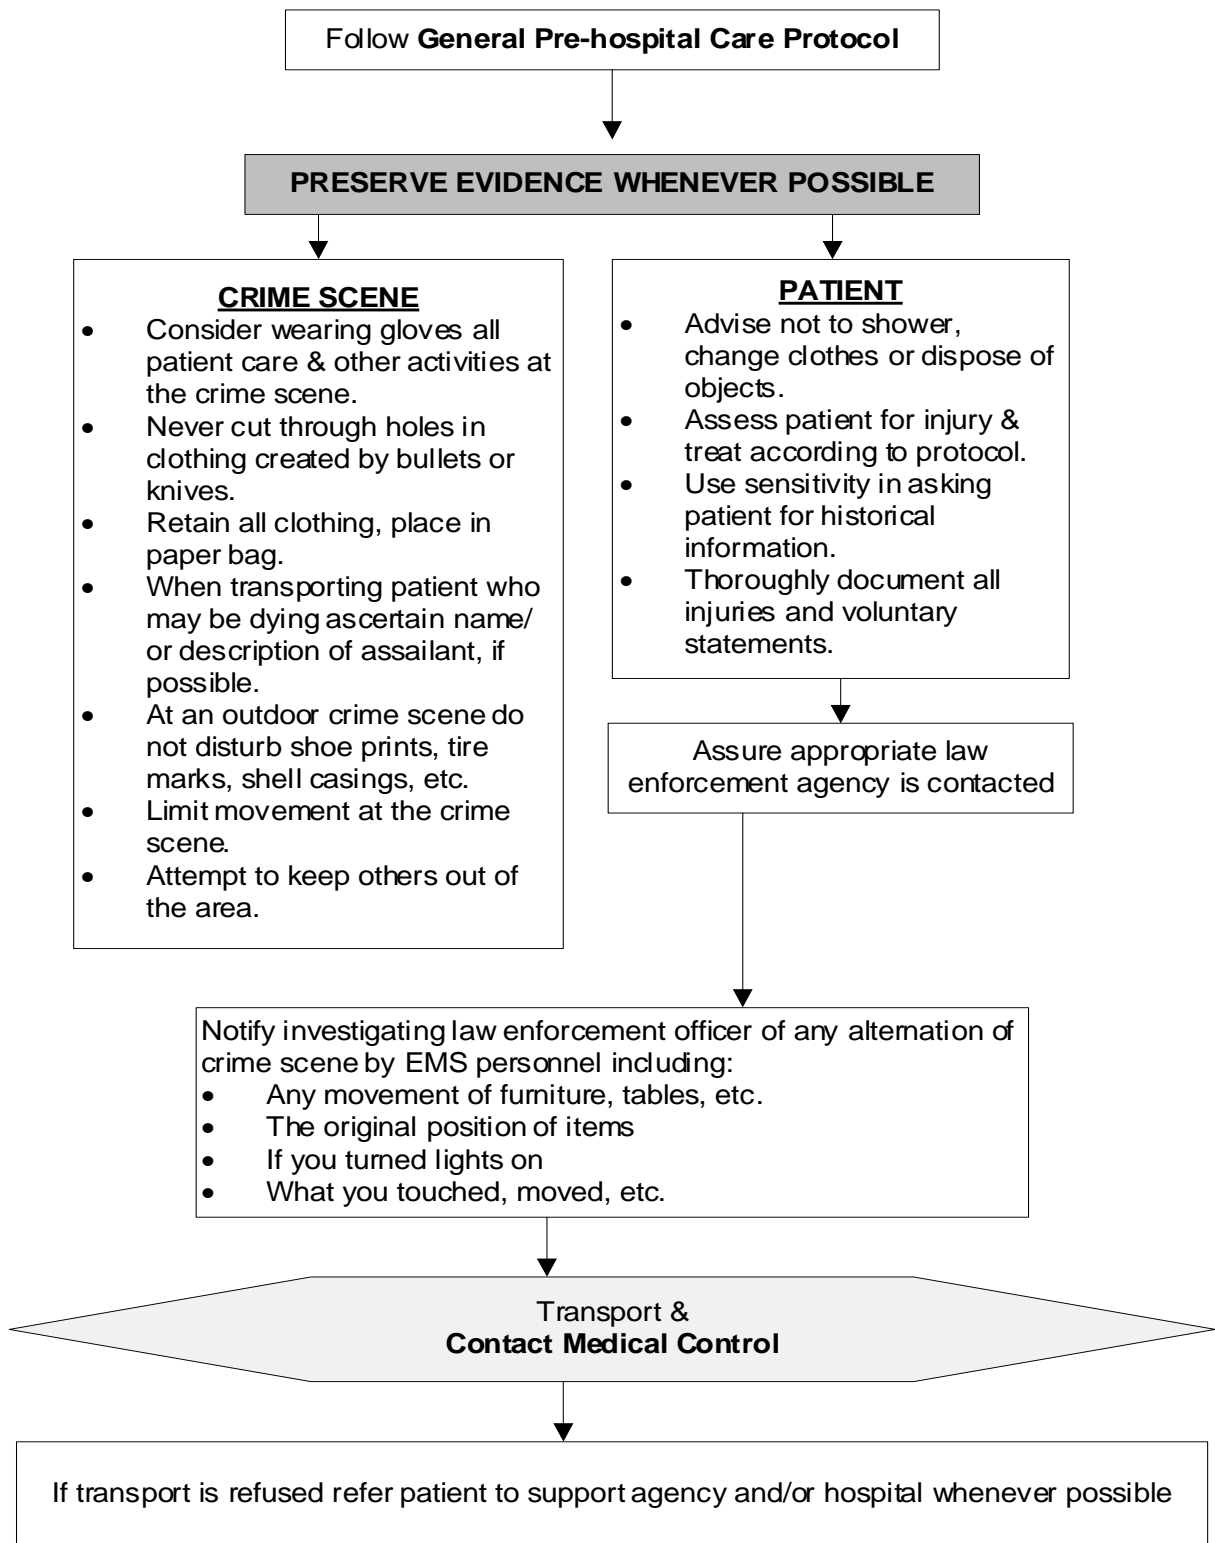 Follow General Pre-hospital Care Protocol
PRESERVE EVIDENCE WHENEVER POSSIBLE
CRIME SCENE
• Consider wearing gloves all
patient care & other activities at
the crime scene.
• Never cut through holes in
clothing created by bullets or
knives.
• Retain all clothing, place in
paper bag.
• When transporting patient who
may be dying ascertain name/
or description of assailant, if
possible.
• At an outdoor crime scene do
not disturb shoe prints, tire
marks, shell casings, etc.
• Limit movement at the crime
scene.
• Attempt to keep others out of
the area.
PATIENT
• Advise not to shower,
change clothes or dispose of
objects.
• Assess patient for injury &
treat according to protocol.
• Use sensitivity in asking
patient for historical
information.
• Thoroughly document all
injuries and voluntary
statements.
Assure appropriate law
enforcement agency is contacted
Notify investigating law enforcement officer of any alternation of
crime scene by EMS personnel including:
• Any movement of furniture, tables, etc.
• The original position of items
• If you turned lights on
• What you touched, moved, etc.
Transport &
Contact Medical Control
If transport is refused refer patient to support agency and/or hospital whenever possible